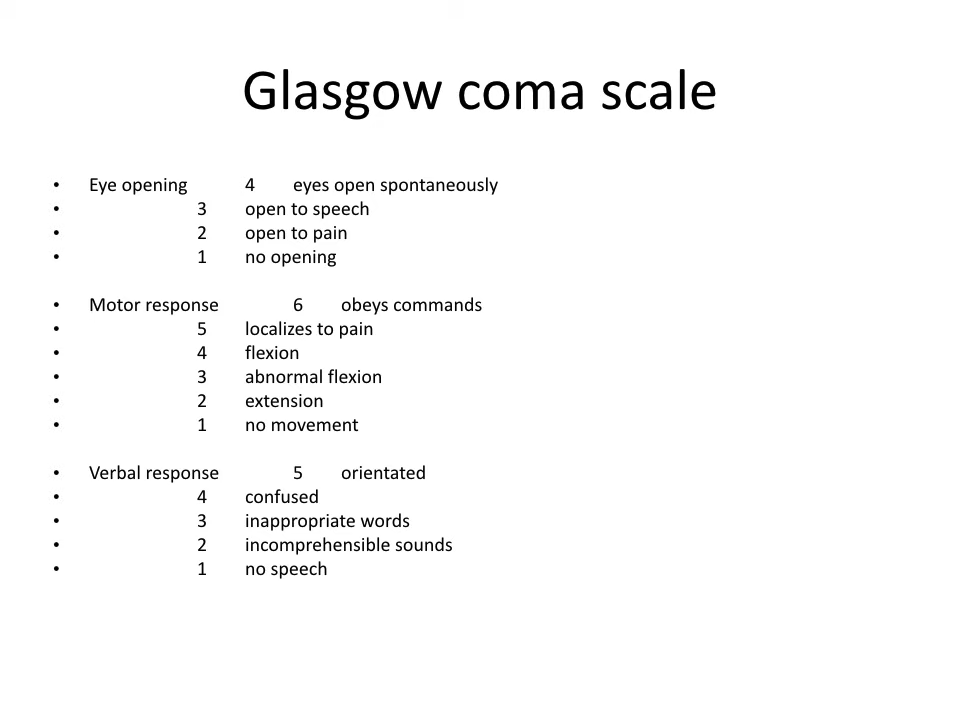 Glasgow coma scale
• Eye opening 4 eyes open spontaneously
• 3 open to speech
• 2 open to pain
• 1 no opening
• Motor response 6 obeys commands
• 5 localizes to pain
• 4 flexion
• 3 abnormal flexion
• 2 extension
• 1 no movement
• Verbal response 5 orientated
• 4 confused
• 3 inappropriate words
• 2 incomprehensible sounds
• 1 no speech